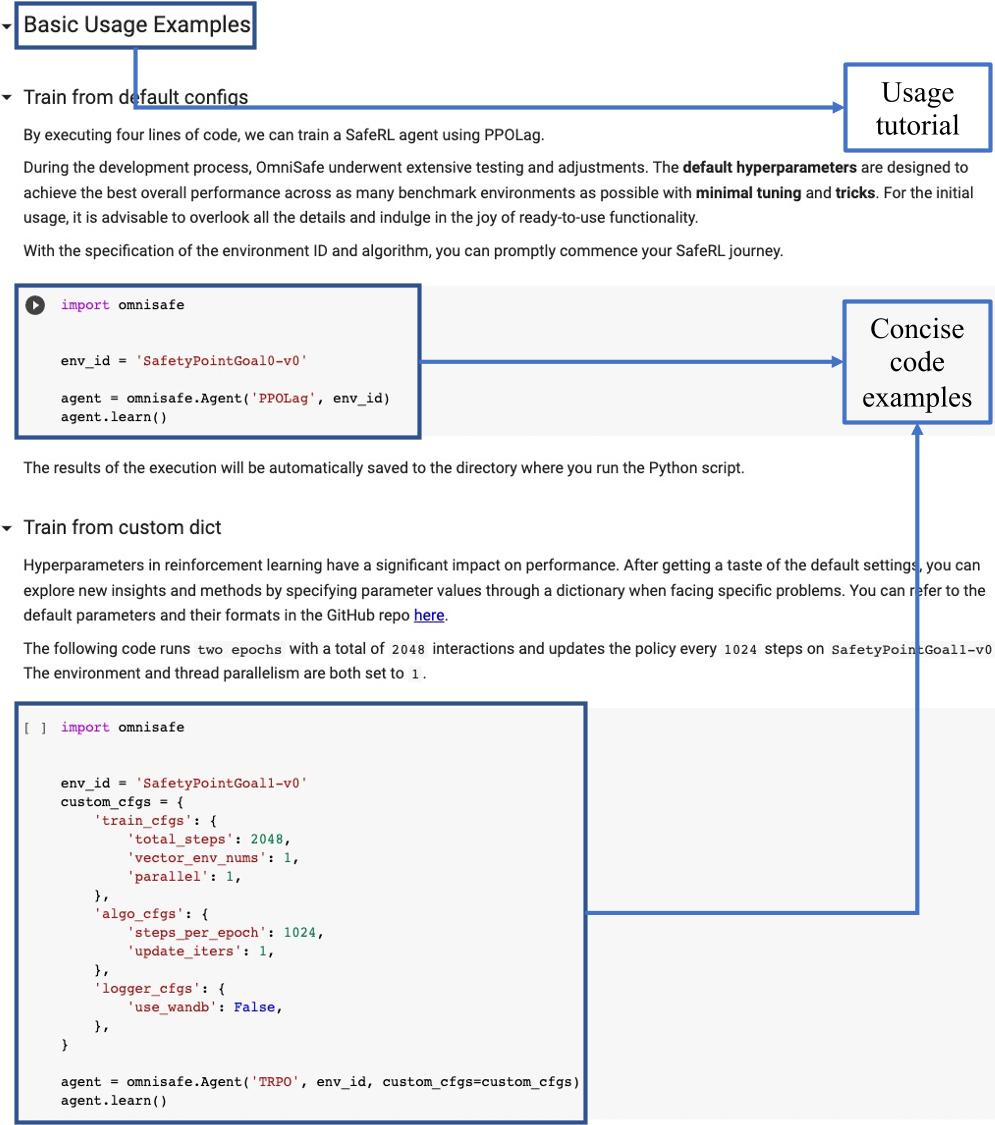 Basic Usage Examples
Usage
tutorial
Train from default configs
By executing four lines of code, we can train a SafeRL agent using PPOLag.
During the development process, OmniSafe underwent extensive testing and adjustments. The default hyperparameters are designed to
achieve the best overall performance across as many benchmark environments as possible with minimal tuning and tricks. For the initial
usage, it is advisable to overlook all the details and indulge in the joy of ready-to-use functionality.
With the specification of the environment ID and algorithm, you can promptly commence your SafeRL journey.
import omnisafe
env_id = 'SafetyPointGoal0-v0'
agent = omnisafe.Agent('PPOLag', env_id)
agent.learn()
Concise
code
examples
The results of the execution will be automatically saved to the directory where you run the Python script.
Train from custom dict
Hyperparameters in reinforcement learning have a significant impact on performance. After getting a taste of the default settings, you can
explore new insights and methods by specifying parameter values through a dictionary when facing specific problems. You can refer to the
default parameters and their formats in the GitHub repo here.
The following code runs two epochs with a total of 2048 interactions and updates the policy every 1024 steps on SafetyPointGoal1-v0
The environment and thread parallelism are both set to 1.
[ ] import omnisafe
env_id = 'SafetyPointGoal1-v0'
custom_cfgs = {
'train_cfgs': {
'total_steps': 2048,
'vector_env_nums': 1,
'parallel': 1,
},
'algo_cfgs': {
'steps_per_epoch': 1024,
'update_iters': 1,
},
'logger_cfgs': {
'use_wandb': False,
},
}
agent = omnisafe.Agent('TRPO', env_id, custom_cfgs=custom_cfgs)
agent.learn()